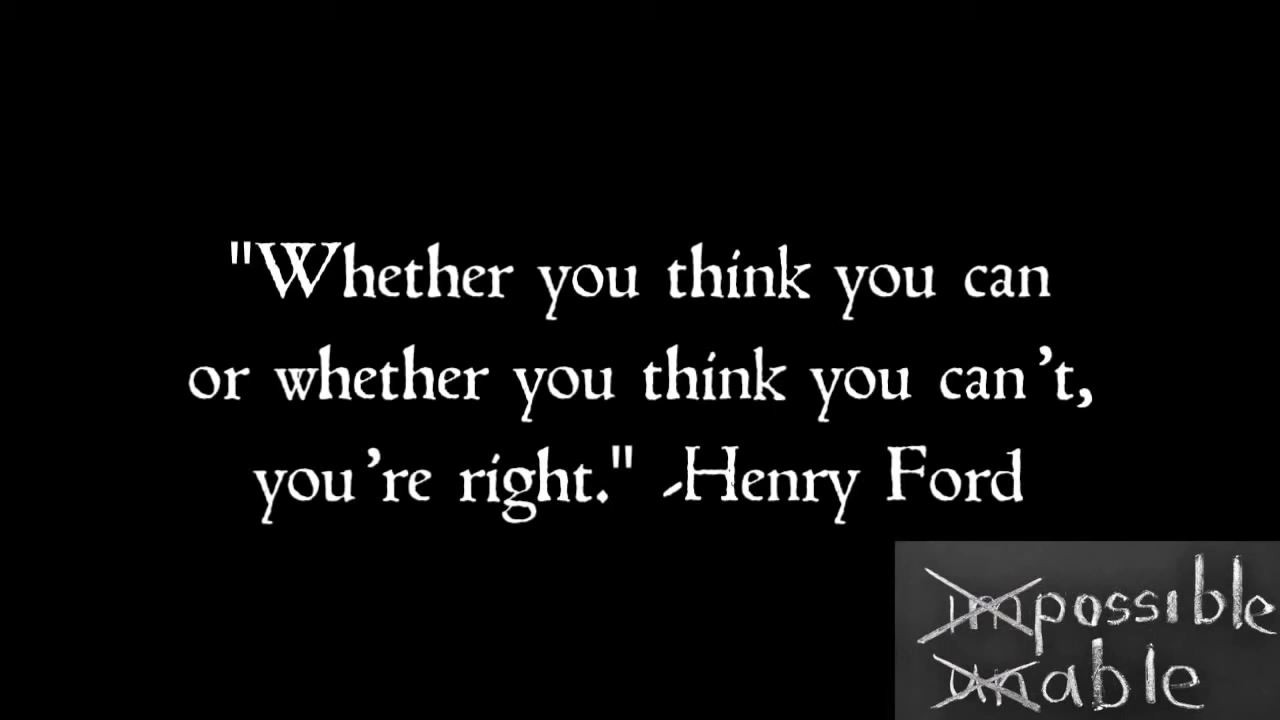 "Whether you think you can
or whether you think you can't,
you're right." -Henry Ford
impossible
unable